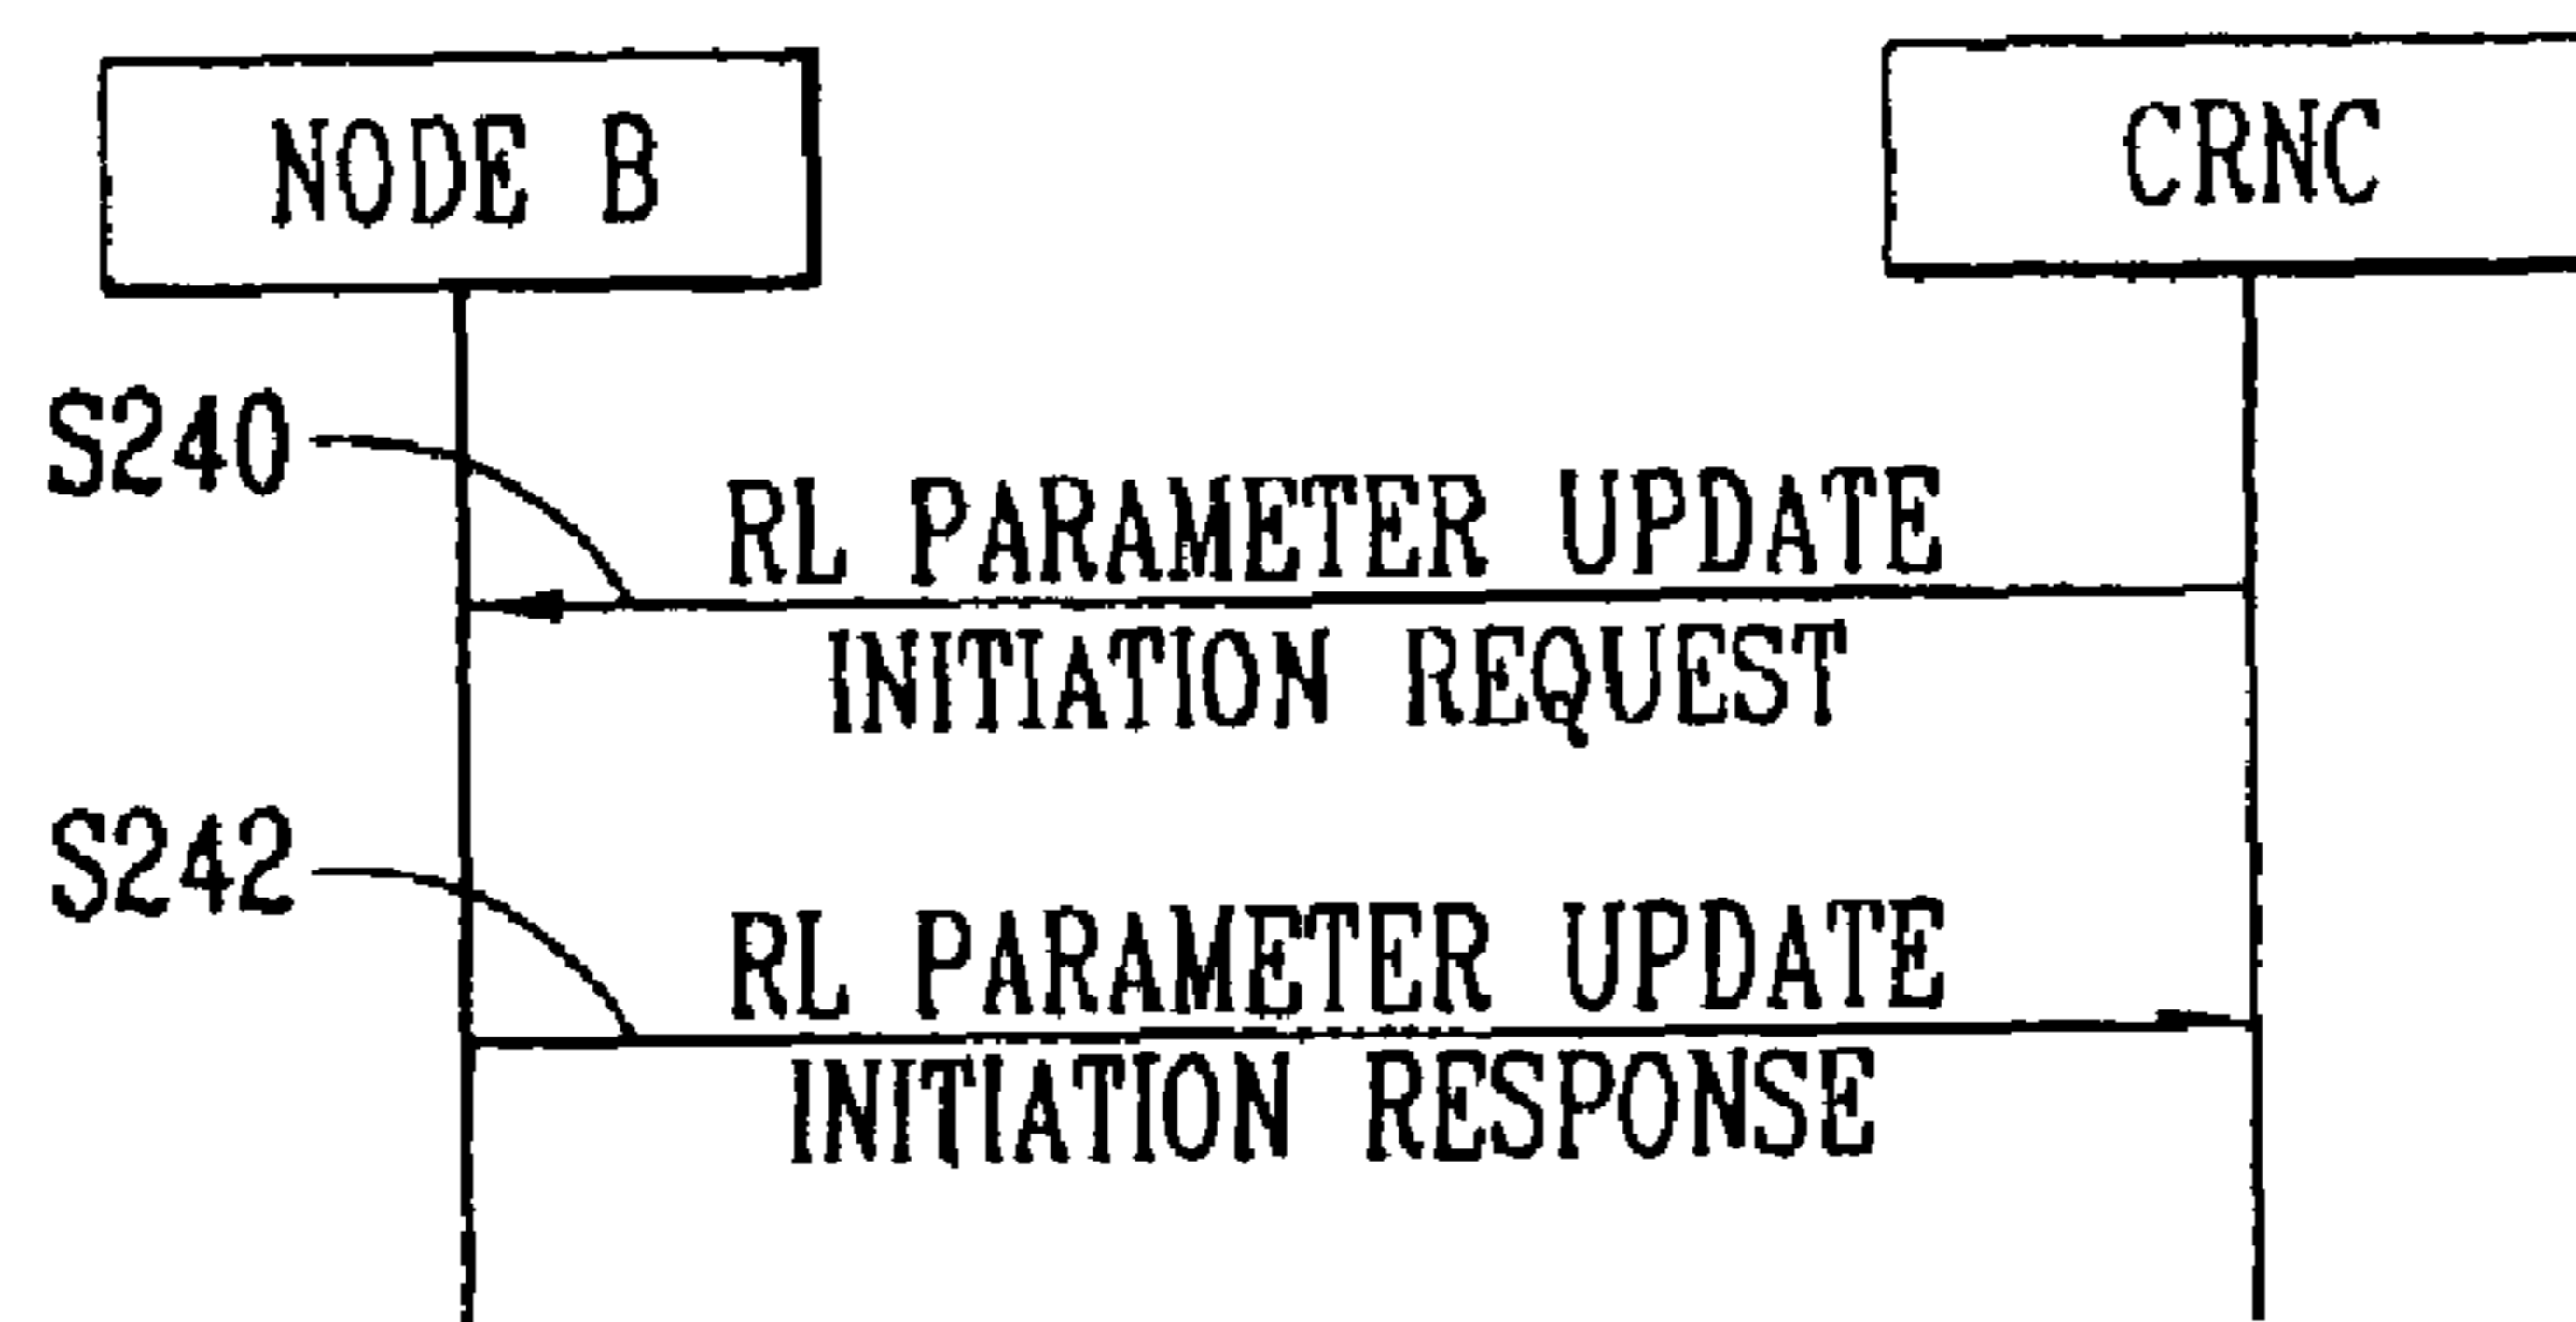 NODE B
CRNC
S240
RL PARAMETER UPDATE
INITIATION REQUEST
S242
RL PARAMETER UPDATE
INITIATION RESPONSE